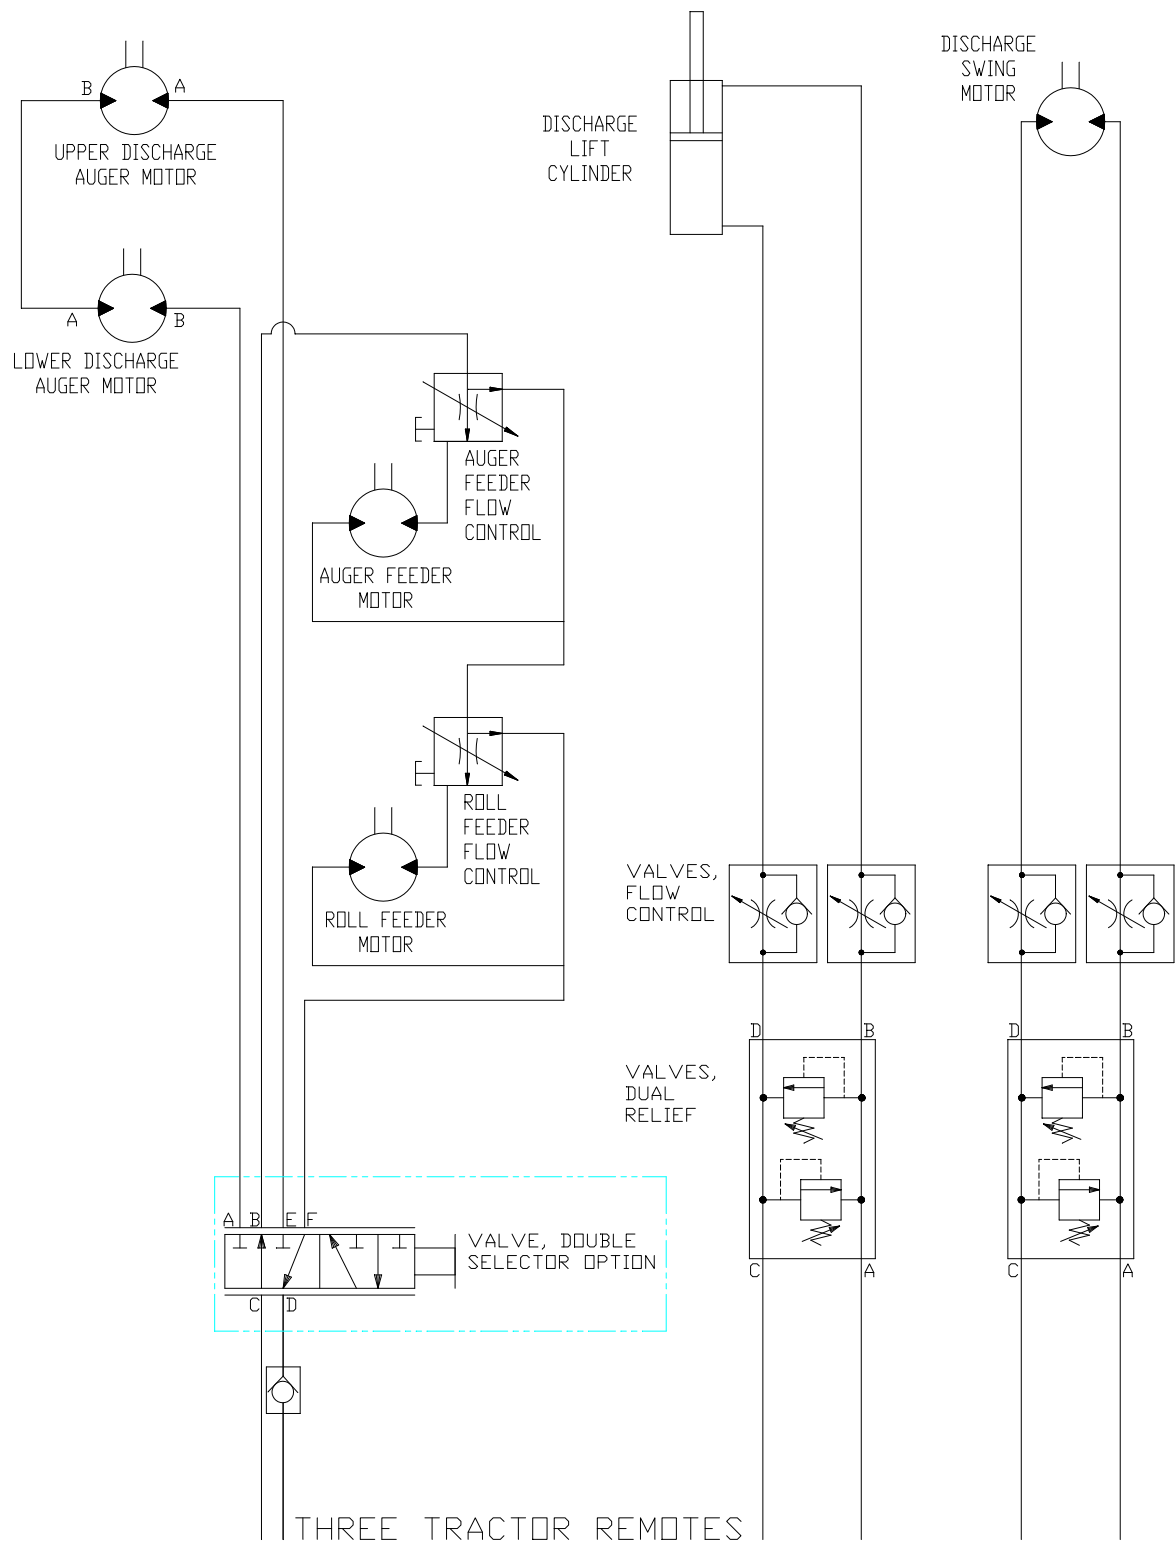 B
A
UPPER DISCHARGE
AUGER MOTOR
A
B
LOWER DISCHARGE
AUGER MOTOR
DISCHARGE
LIFT
CYLINDER
DISCHARGE
SWING
MOTOR
AUGER
FEEDER
FLOW
CONTROL
AUGER FEEDER
MOTOR
ROLL
FEEDER
FLOW
CONTROL
ROLL FEEDER
MOTOR
VALVES,
FLOW
CONTROL
D
B
D
B
VALVES,
DUAL
RELIEF
C
A
C
A
A B E F
VALVE, DOUBLE
SELECTOR OPTION
C D
THREE TRACTOR REMOTES